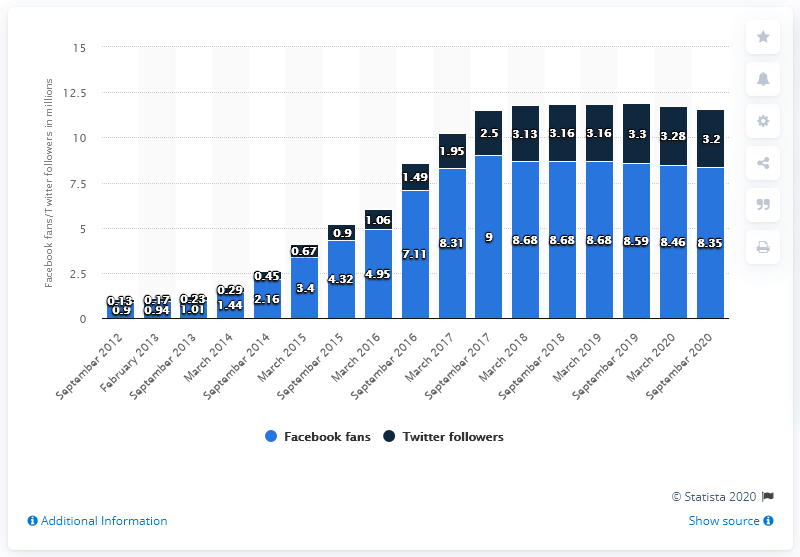 15
12.5
10
7.5
5
2.5
0
Facebook fans/Twitter followers in millions
0.13 0.17 0.23 0.29 0.45 0.67 0.9 1.06 1.49 1.95 2.5 3.13 3.16 3.16 3.3 3.28 3.2
0.9 0.94 1.01 1.44 2.16 3.4 4.32 4.95 7.11 8.31 9 8.68 8.68 8.68 8.59 8.46 8.35
September 2012
February 2013
September 2013
March 2014
September 2014
March 2015
September 2015
March 2016
September 2016
March 2017
September 2017
March 2018
September 2018
March 2019
September 2019
March 2020
September 2020
Facebook fans Twitter followers
© Statista 2020
Additional Information Show source